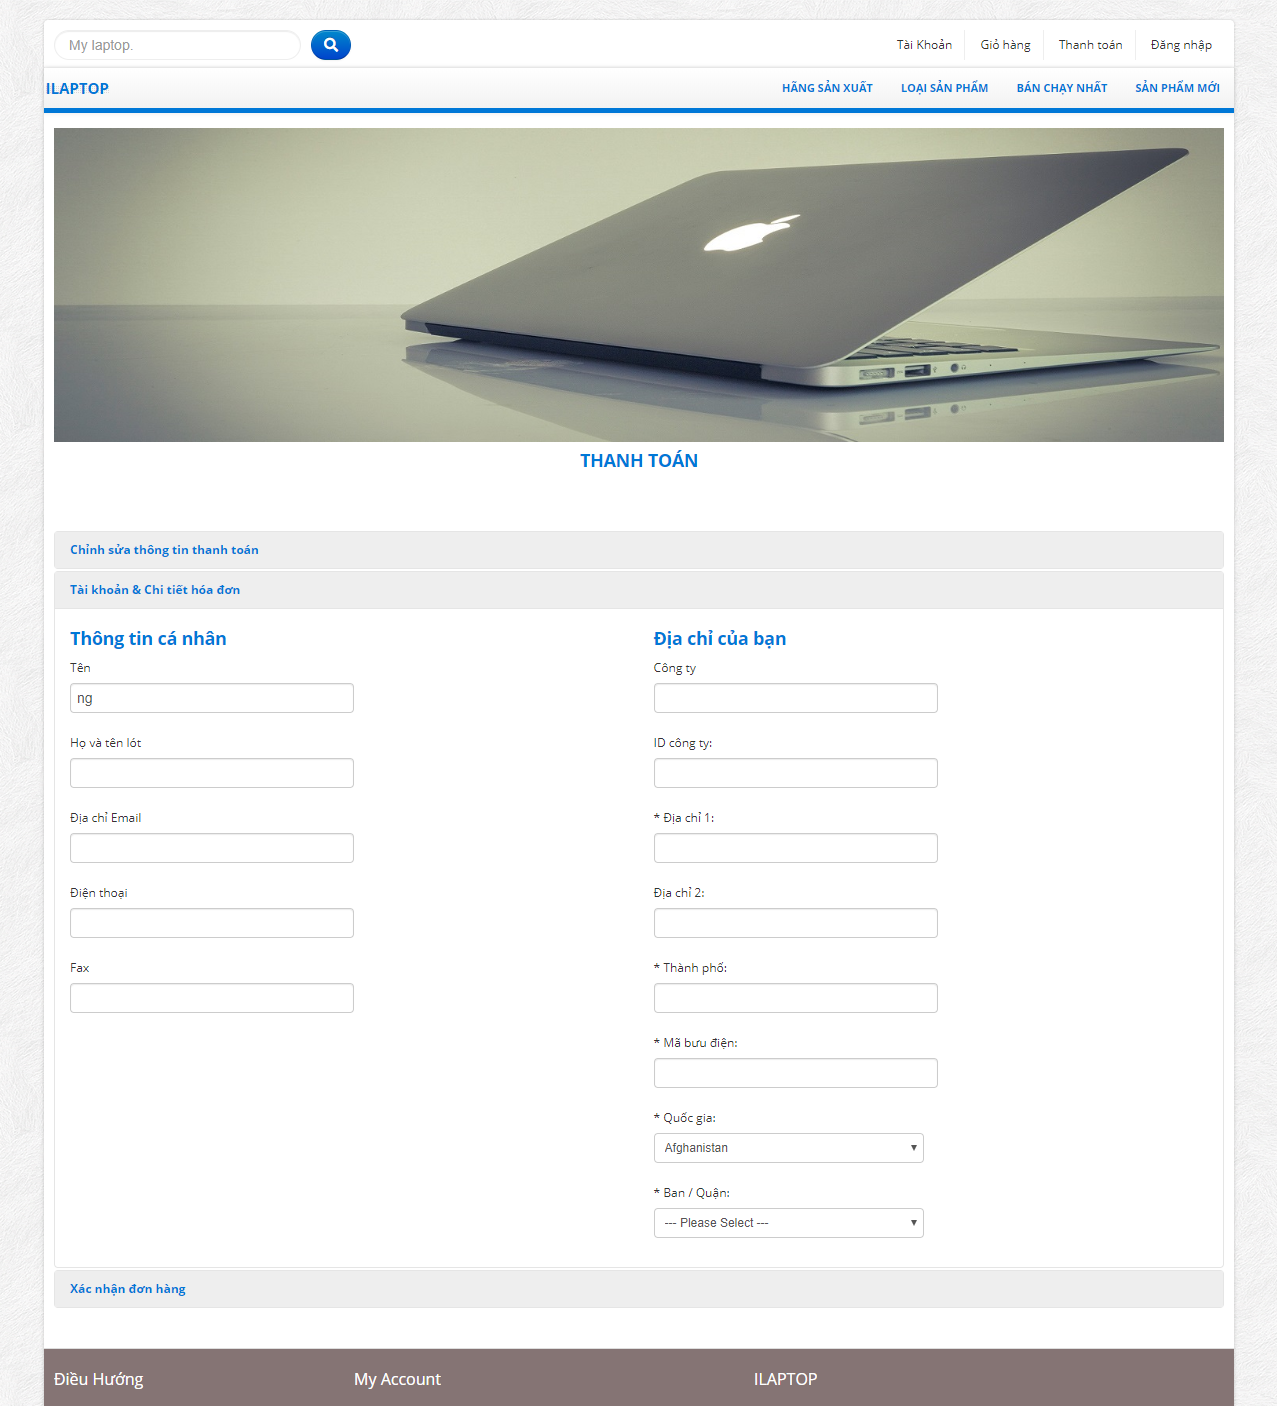 My laptop.
Tài Khoản
Giỏ hàng
Thanh toán
Đăng nhập
ILAPTOP
HÃNG SẢN XUẤT
LOẠI SẢN PHẨM
BÁN CHẠY NHẤT
SẢN PHẨM MỚI
THANH TOÁN
Chỉnh sửa thông tin thanh toán
Tài khoản & Chi tiết hóa đơn
Thông tin cá nhân
Tên
ng
Họ và tên lót
Địa chỉ Email
Điện thoại
Fax
Địa chỉ của bạn
Công ty
ID công ty:
* Địa chỉ 1:
Địa chỉ 2:
* Thành phố:
* Mã bưu điện:
* Quốc gia:
Afghanistan
* Ban / Quận:
--- Please Select ---
Xác nhận đơn hàng
Điều Hướng
My Account
ILAPTOP